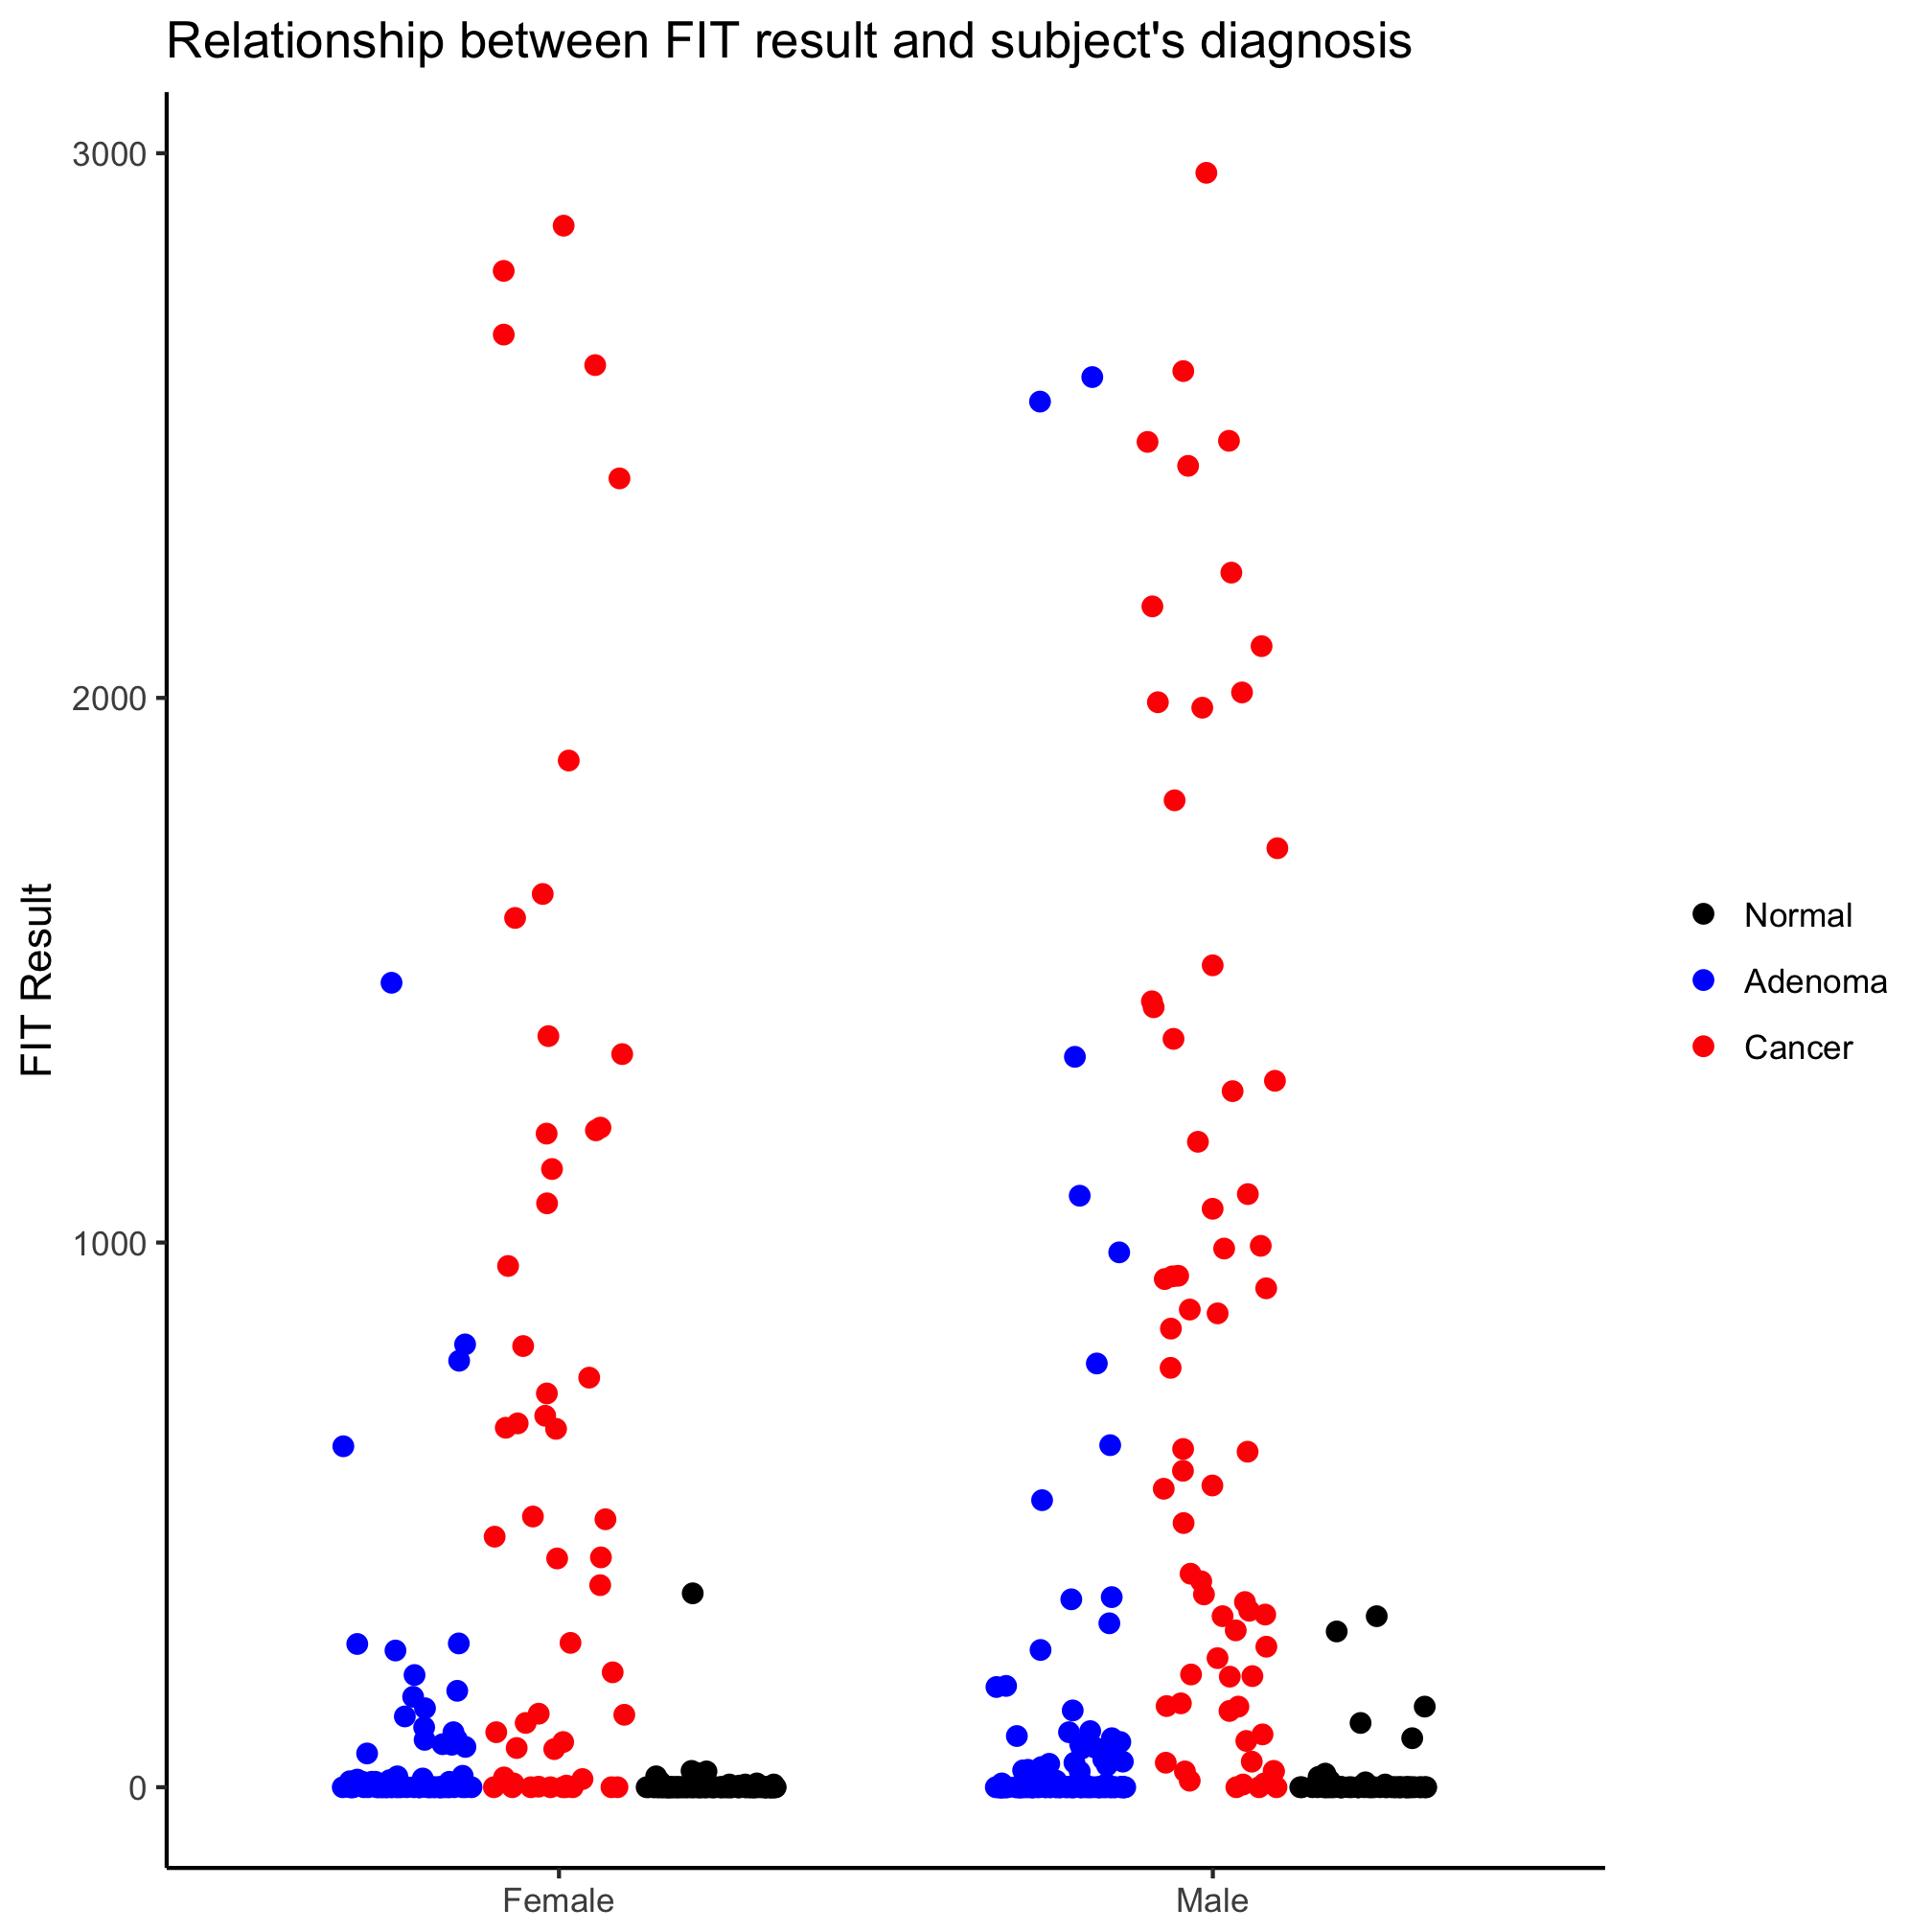 Relationship between FIT result and subject's diagnosis
3000
2000
1000
0
FIT Result
Female
Male
Normal
Adenoma
Cancer